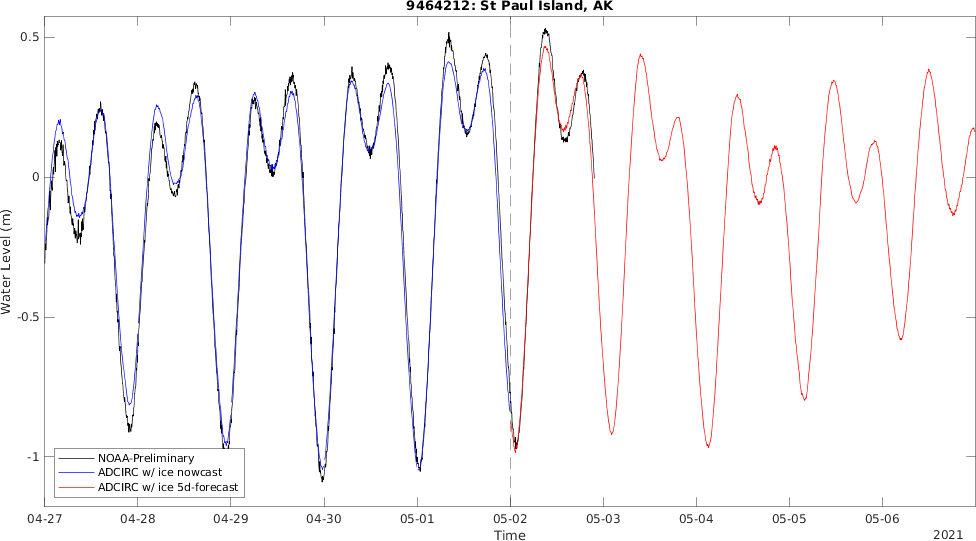 9464212: St Paul Island, AK
Water Level (m)
0.5
0
-0.5
-1
NOAA-Preliminary
ADCIRC w/ ice nowcast
ADCIRC w/ ice 5d-forecast
04-27 04-28 04-29 04-30 05-01 05-02 05-03 05-04 05-05 05-06
Time
2021